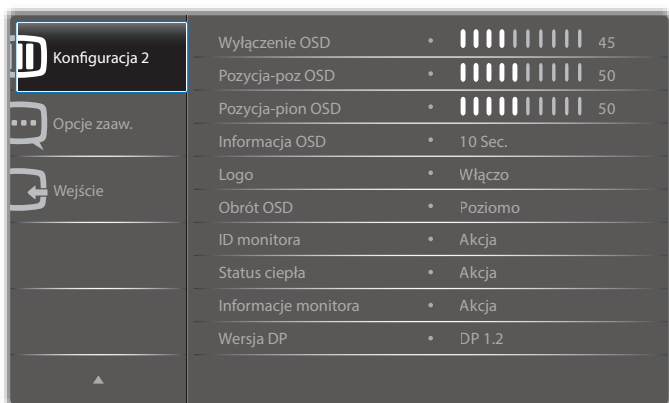 Konfiguracja 2
Opcje zaaw.
Wejście
Wyłączenie OSD • 45
Pozycja-poz OSD • 50
Pozycja-pion OSD • 50
Informacja OSD • 10 Sec.
Logo • Włączo
Obrót OSD • Poziomo
ID monitora • Akcja
Status ciepła • Akcja
Informacje monitora • Akcja
Wersja DP • DP 1.2